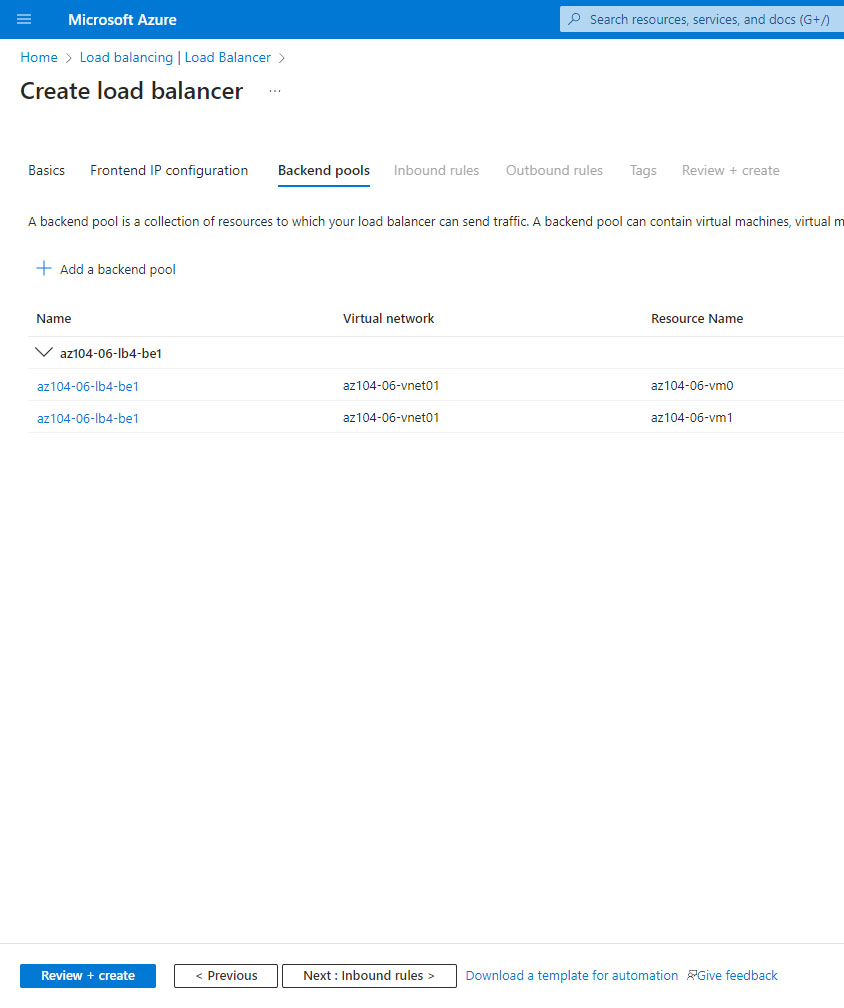 Microsoft Azure
Search resources, services, and docs (G+/)
Home > Load balancing | Load Balancer >
Create load balancer ...
Basics Frontend IP configuration Backend pools Inbound rules Outbound rules Tags Review + create
A backend pool is a collection of resources to which your load balancer can send traffic. A backend pool can contain virtual machines, virtual m
+ Add a backend pool
Name Virtual network Resource Name
az104-06-lb4-be1
az104-06-lb4-be1 az104-06-vnet01 az104-06-vm0
az104-06-lb4-be1 az104-06-vnet01 az104-06-vm1
Review + create < Previous Next : Inbound rules > Download a template for automation Give feedback